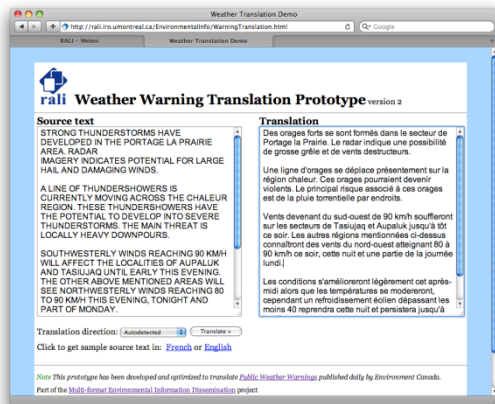 Weather Translation Demo
http://rali.iro.umontreal.ca/EnvironmentalInfo/WarningTranslation.html
Google
RALI – Meteo
Weather Translation Demo
rali Weather Warning Translation Prototype version 2
Source text
STRONG THUNDERSTORMS HAVE
DEVELOPED IN THE PORTAGE LA PRAIRIE
AREA. RADAR
IMAGERY INDICATES POTENTIAL FOR LARGE
HAIL AND DAMAGING WINDS.
A LINE OF THUNDERSHOWERS IS
CURRENTLY MOVING ACROSS THE CHALEUR
REGION. THESE THUNDERSHOWERS HAVE
THE POTENTIAL TO DEVELOP INTO SEVERE
THUNDERSTORMS. THE MAIN THREAT IS
LOCALLY HEAVY DOWNPOURS.
SOUTHWESTERLY WINDS REACHING 90 KM/H
WILL AFFECT THE LOCALITIES OF AUPALUK
AND TASIUJAQ UNTIL EARLY THIS EVENING.
THE OTHER ABOVE MENTIONED AREAS WILL
SEE NORTHWESTERLY WINDS REACHING 80
TO 90 KM/H THIS EVENING, TONIGHT AND
PART OF MONDAY.
Translation
Des orages forts se sont formés dans le secteur de
Portage la Prairie. Le radar indique une possibilité
de grosse grêle et de vents destructeurs.
Une ligne d'orages se déplace présentement sur la
région chaleur. Ces orages pourraient devenir
violents. Le principal risque associé à ces orages
est de la pluie torrentielle par endroits.
Vents devenant du sud-ouest de 90 km/h souffleront
sur les secteurs de Tasiujaq et Aupaluk jusqu'à tôt
ce soir. Les autres régions mentionnées ci-dessus
connaîtront des vents du nord-ouest atteignant 80 à
90 km/h ce soir, cette nuit et une partie de la journée
lundi.
Les conditions s'amélioreront légèrement cet après-
midi alors que les températures se modereront,
cependant un refroidissement éolien dépassant les
moins 40 reprendra cette nuit et persistera jusqu'à
Translation direction: Autodetected Translate »
Click to get sample source text in: French or English
Note This prototype has been developed and optimized to translate Public Weather Warnings published daily by Environment Canada.
Part of the Multi-format Environmental Information Dissemination project